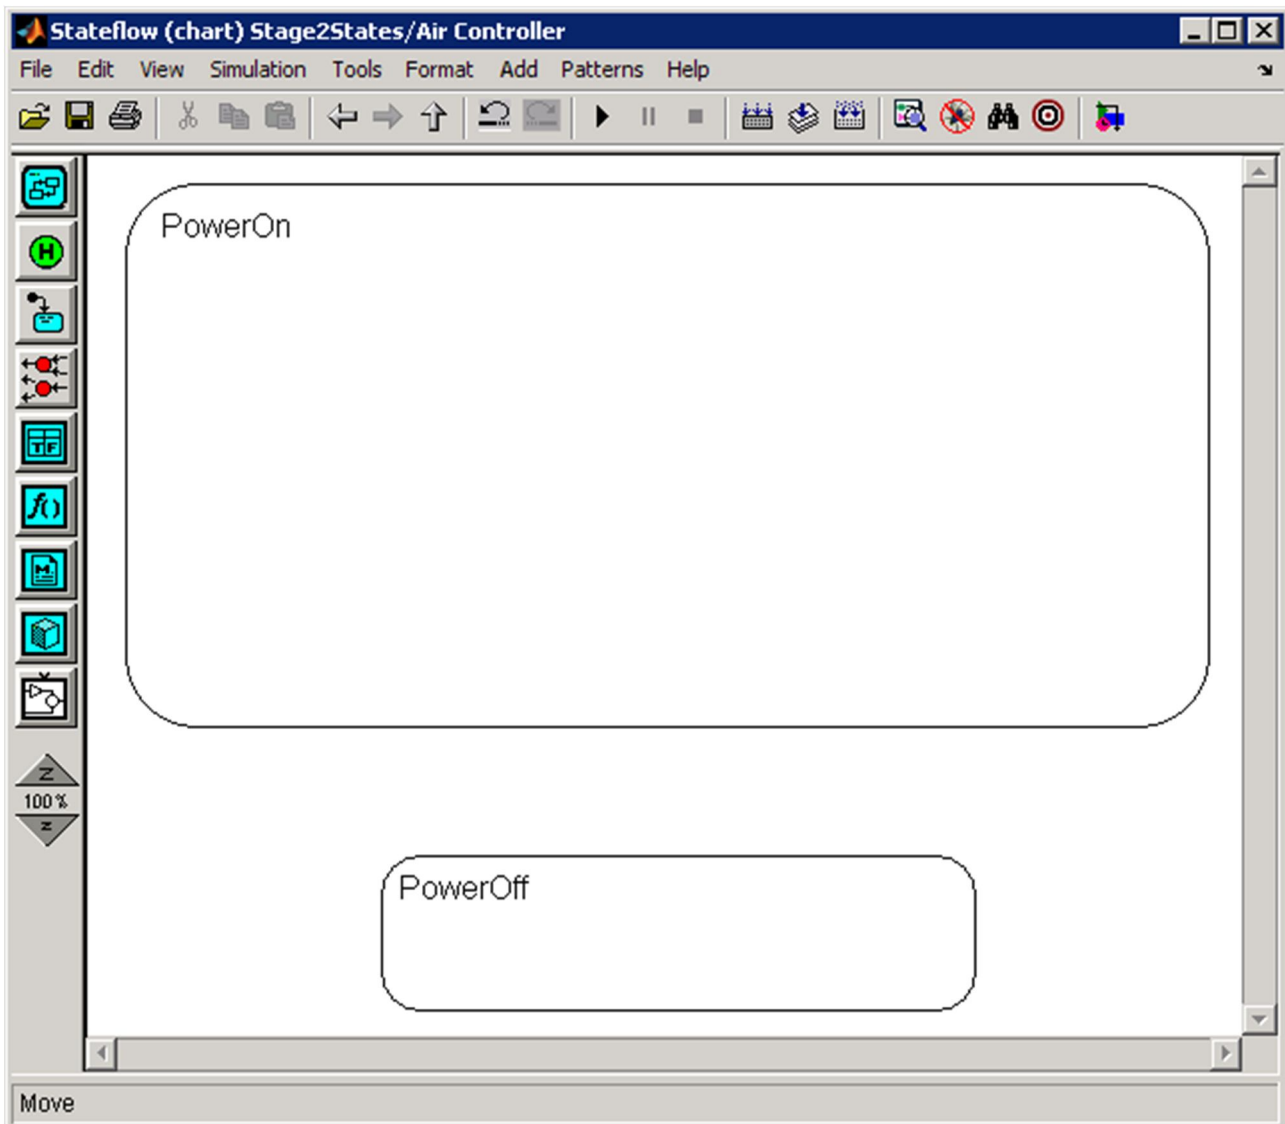 Stateflow (chart) Stage2States/Air Controller
File Edit View Simulation Tools Format Add Patterns Help
PowerOn
H
T F
f()
M
Z
100%
z
PowerOff
Move